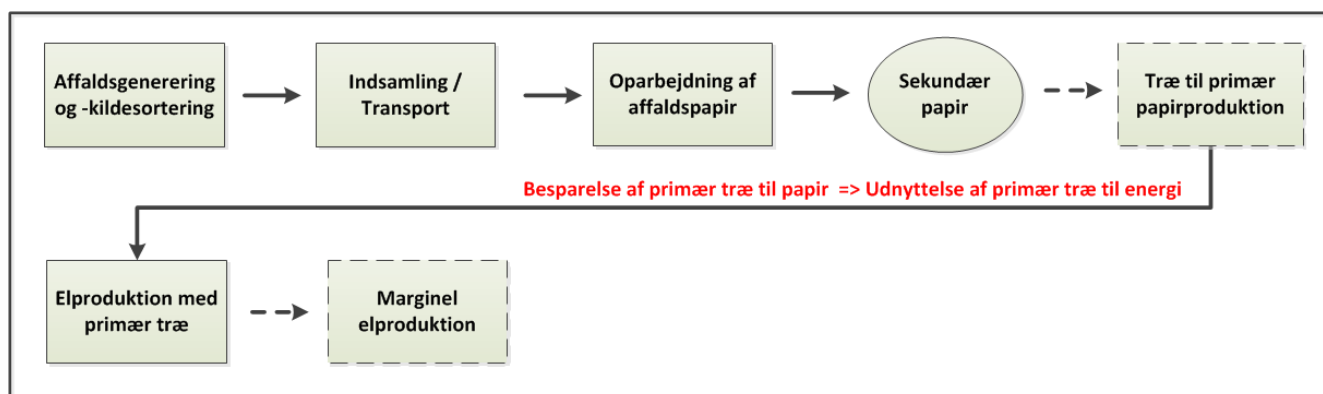 Affaldsgenerering
og -kildesortering
Indsamling /
Transport
Oparbejdning af
affaldspapir
Sekundær
papir
Træ til primær
papirproduktion
Besparelse af primær træ til papir => Udnyttelse af primær træ til energi
Elproduktion med
primær træ
Marginel
elproduktion